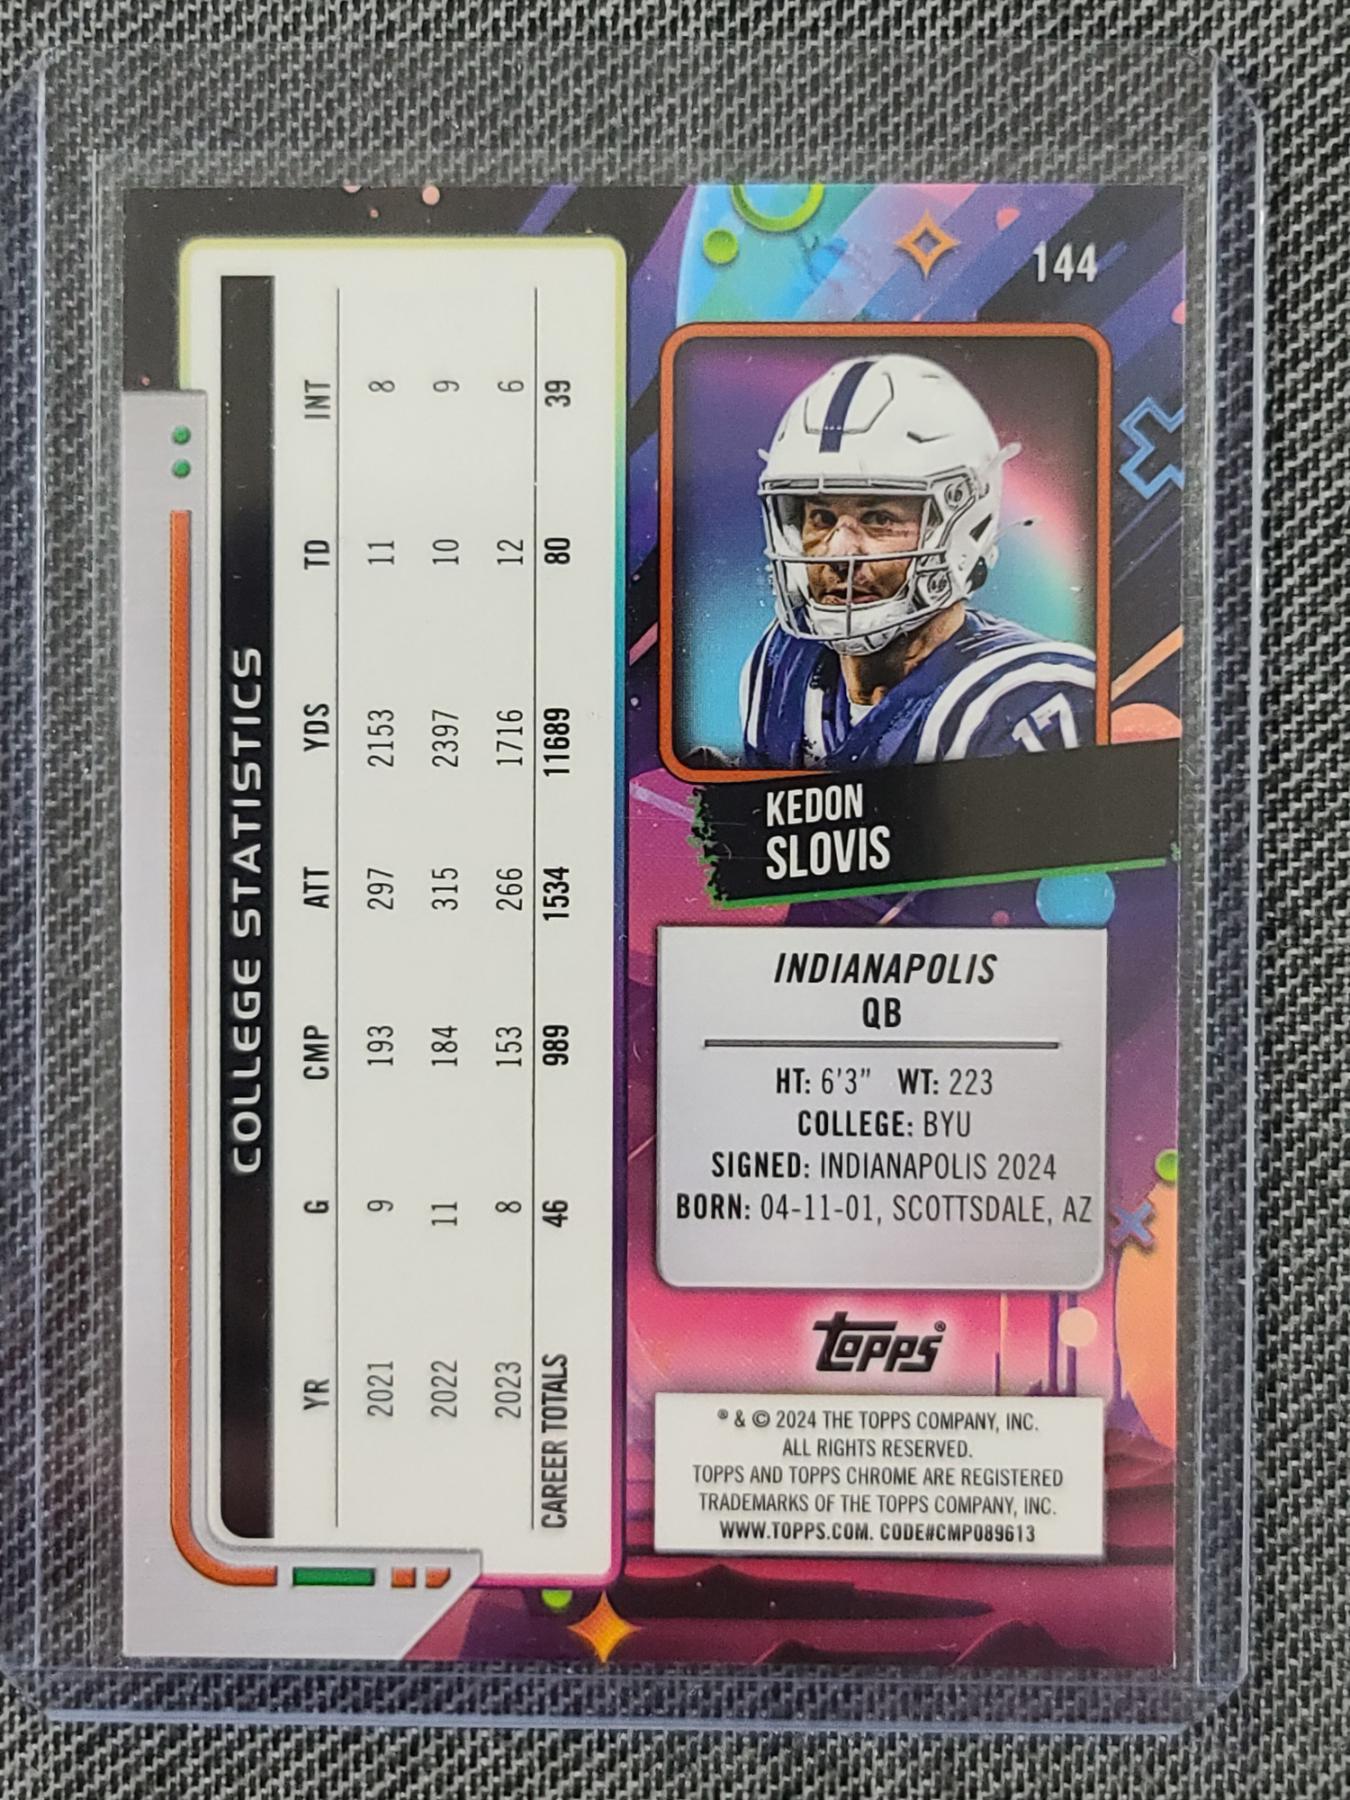 144
17
KEDON
SLOVIS
INDIANAPOLIS
QB
HT: 6'3" WT: 223
COLLEGE: BYU
SIGNED: INDIANAPOLIS 2024
BORN: 04-11-01, SCOTTSDALE, AZ
topps®
® & © 2024 THE TOPPS COMPANY, INC.
ALL RIGHTS RESERVED.
TOPPS AND TOPPS CHROME ARE REGISTERED
TRADEMARKS OF THE TOPPS COMPANY, INC.
WWW.TOPPS.COM. CODE#CMP089613
COLLEGE STATISTICS
YR G CMP ATT YDS TD INT
2021 9 193 297 2153 11 8
2022 11 184 315 2397 10 9
2023 8 153 266 1716 12 6
CAREER TOTALS 46 989 1534 11689 80 39